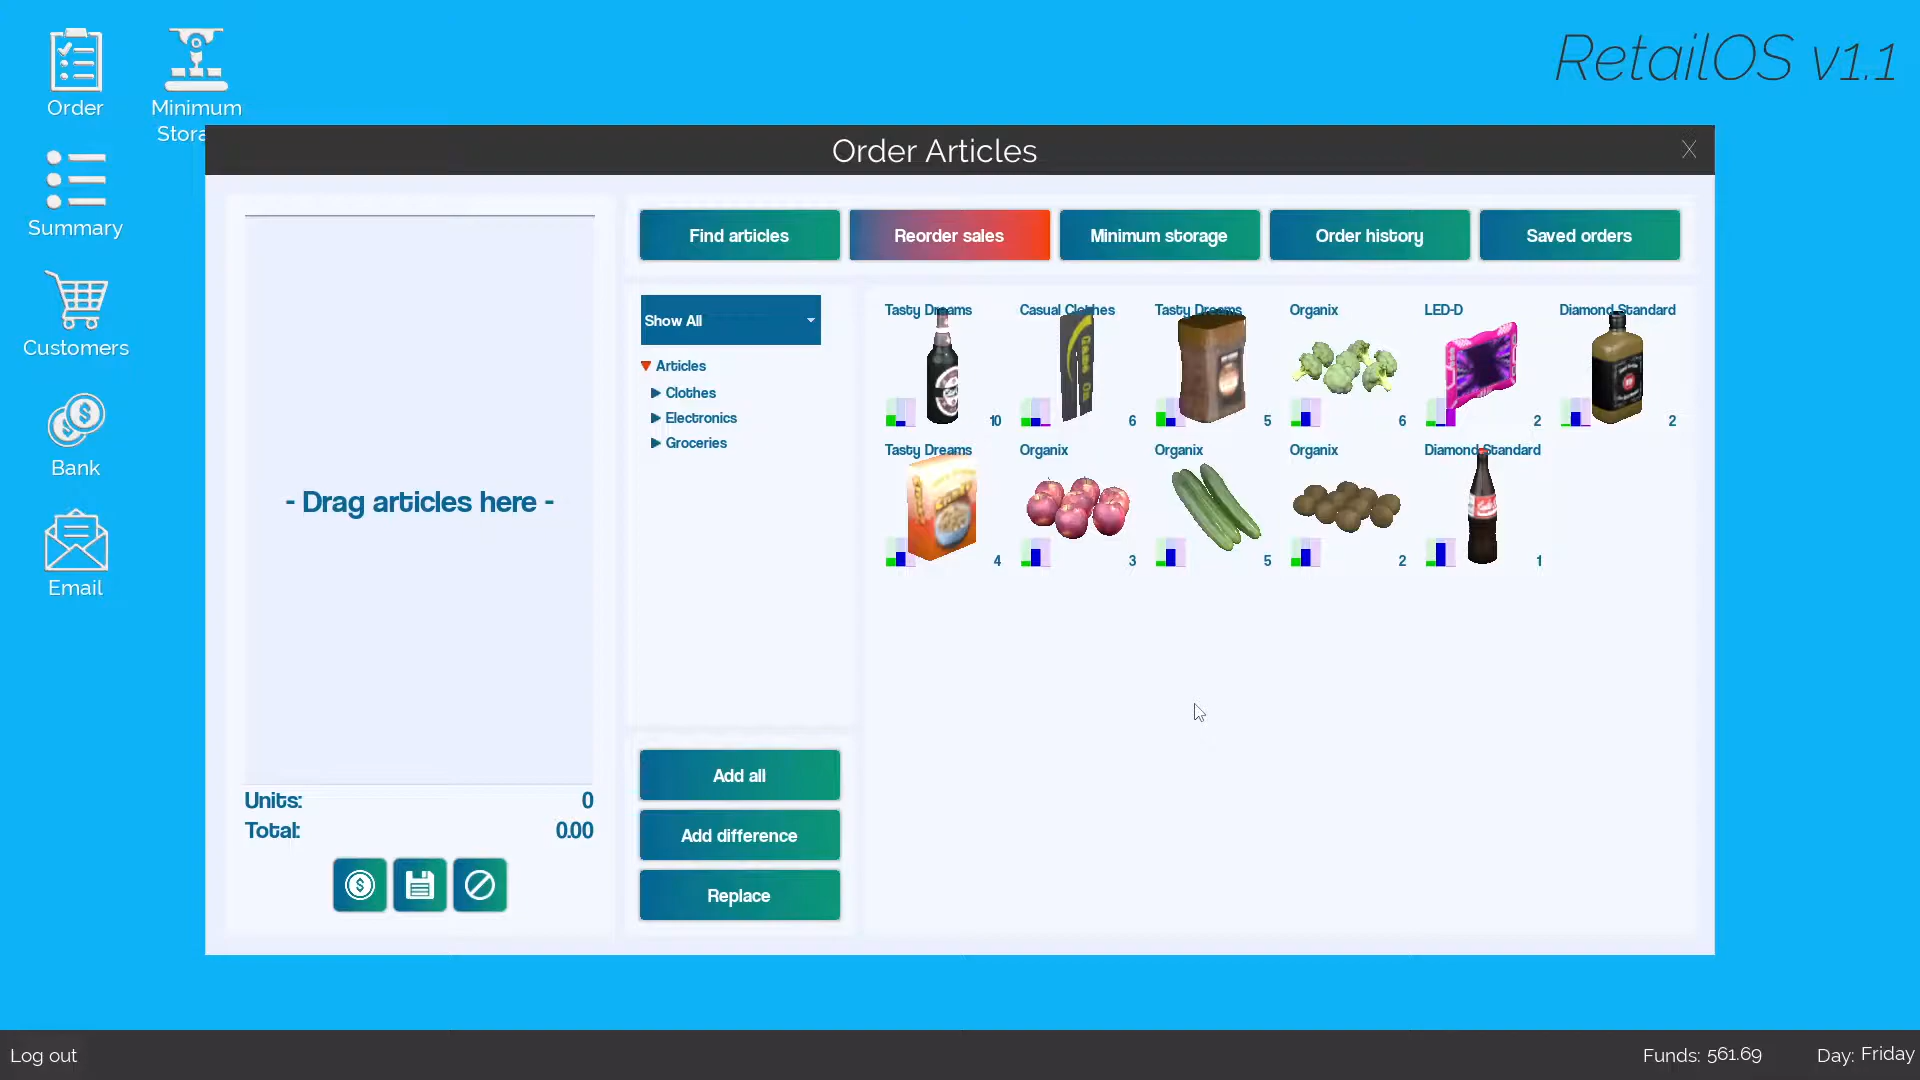 RetailOS v1.1
Order
Minimum
Summary
Customers
Bank
Email
Order Articles
X
Find articles
Reorder sales
Minimum storage
Order history
Saved orders
- Drag articles here -
Units:
0
Total:
0.00
Show All
Articles
Clothes
Electronics
Groceries
Add all
Add difference
Replace
Tasty Dreams
10
Casual Clothes
6
Tasty Dreams
5
Organix
6
LED-D
2
Diamond Standard
2
Tasty Dreams
4
Organix
3
Organix
5
Organix
2
Diamond Standard
1
Log out
Funds: 561.69
Day: Friday